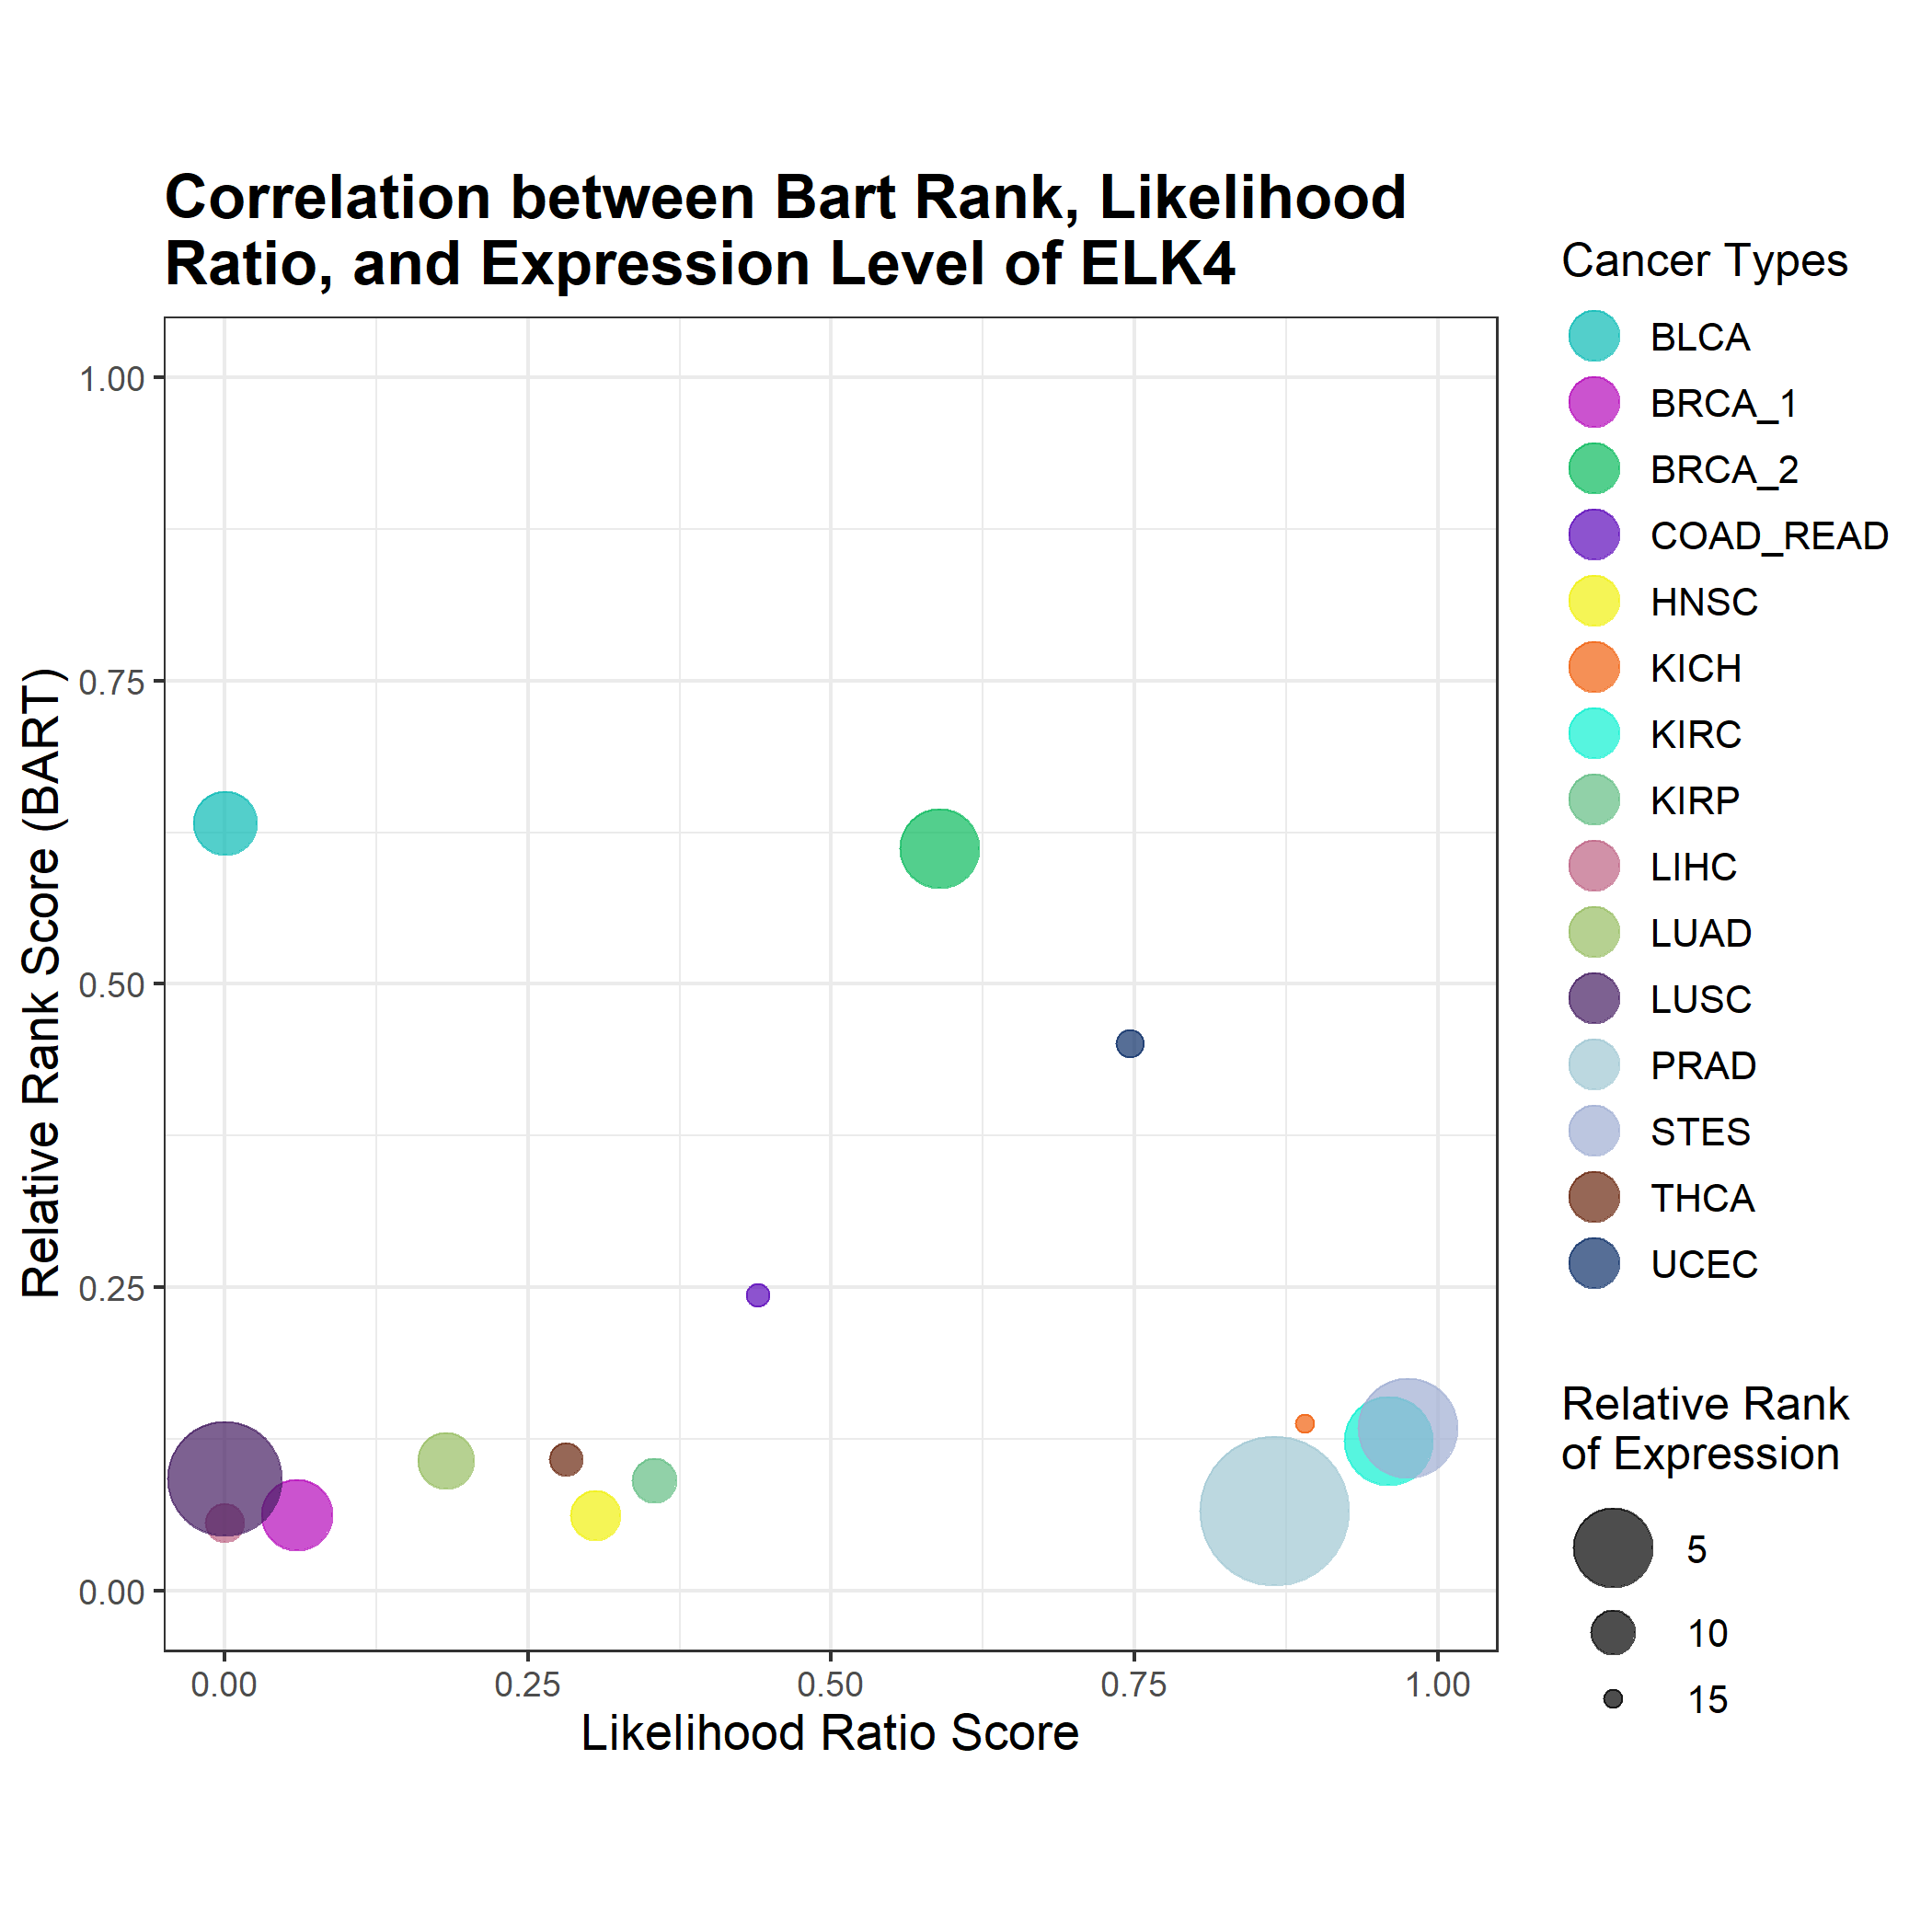 Correlation between Bart Rank, Likelihood
Ratio, and Expression Level of ELK4
Relative Rank Score (BART)
1.00
0.75
0.50
0.25
0.00
0.00
0.25
0.50
0.75
1.00
Likelihood Ratio Score
Cancer Types
BLCA
BRCA_1
BRCA_2
COAD_READ
HNSC
KICH
KIRC
KIRP
LIHC
LUAD
LUSC
PRAD
STES
THCA
UCEC
Relative Rank
of Expression
5
10
15